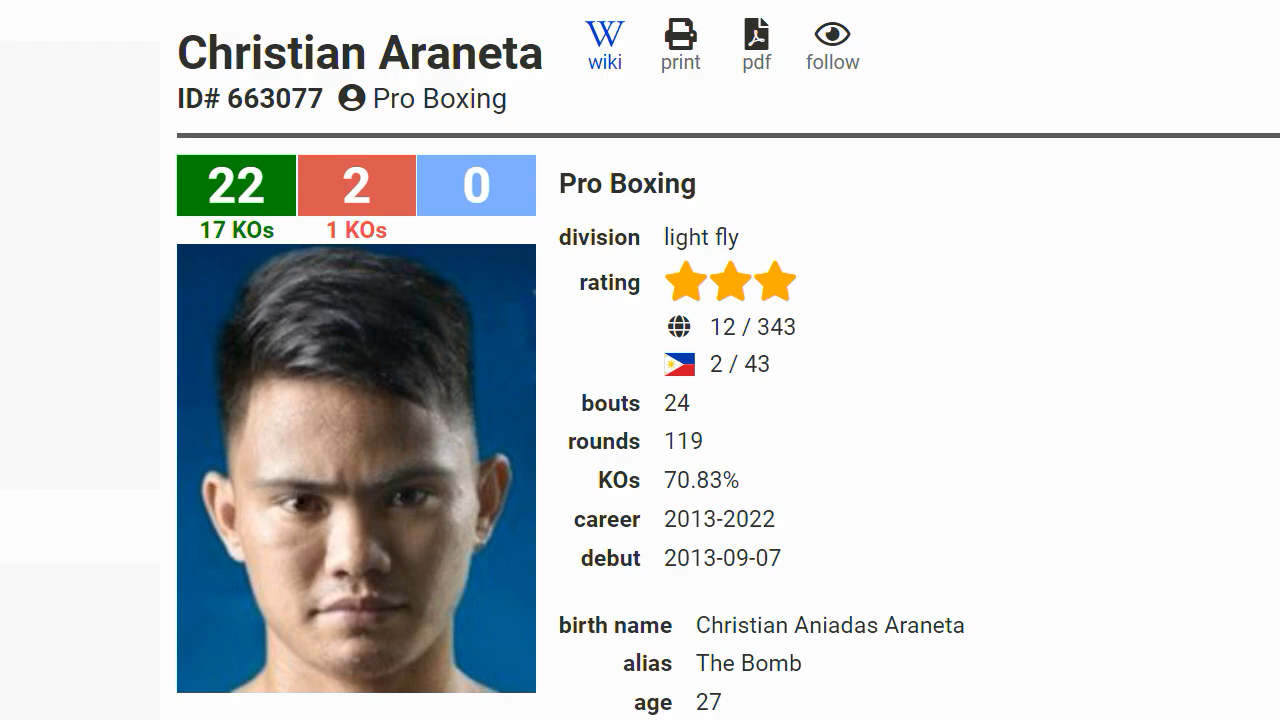 Christian Araneta
wiki print pdf follow
ID# 663077 Pro Boxing
22 2 0
17 KOs 1 KOs
Pro Boxing
division light fly
rating
12 / 343
2 / 43
bouts 24
rounds 119
KOs 70.83%
career 2013-2022
debut 2013-09-07
birth name Christian Aniadas Araneta
alias The Bomb
age 27